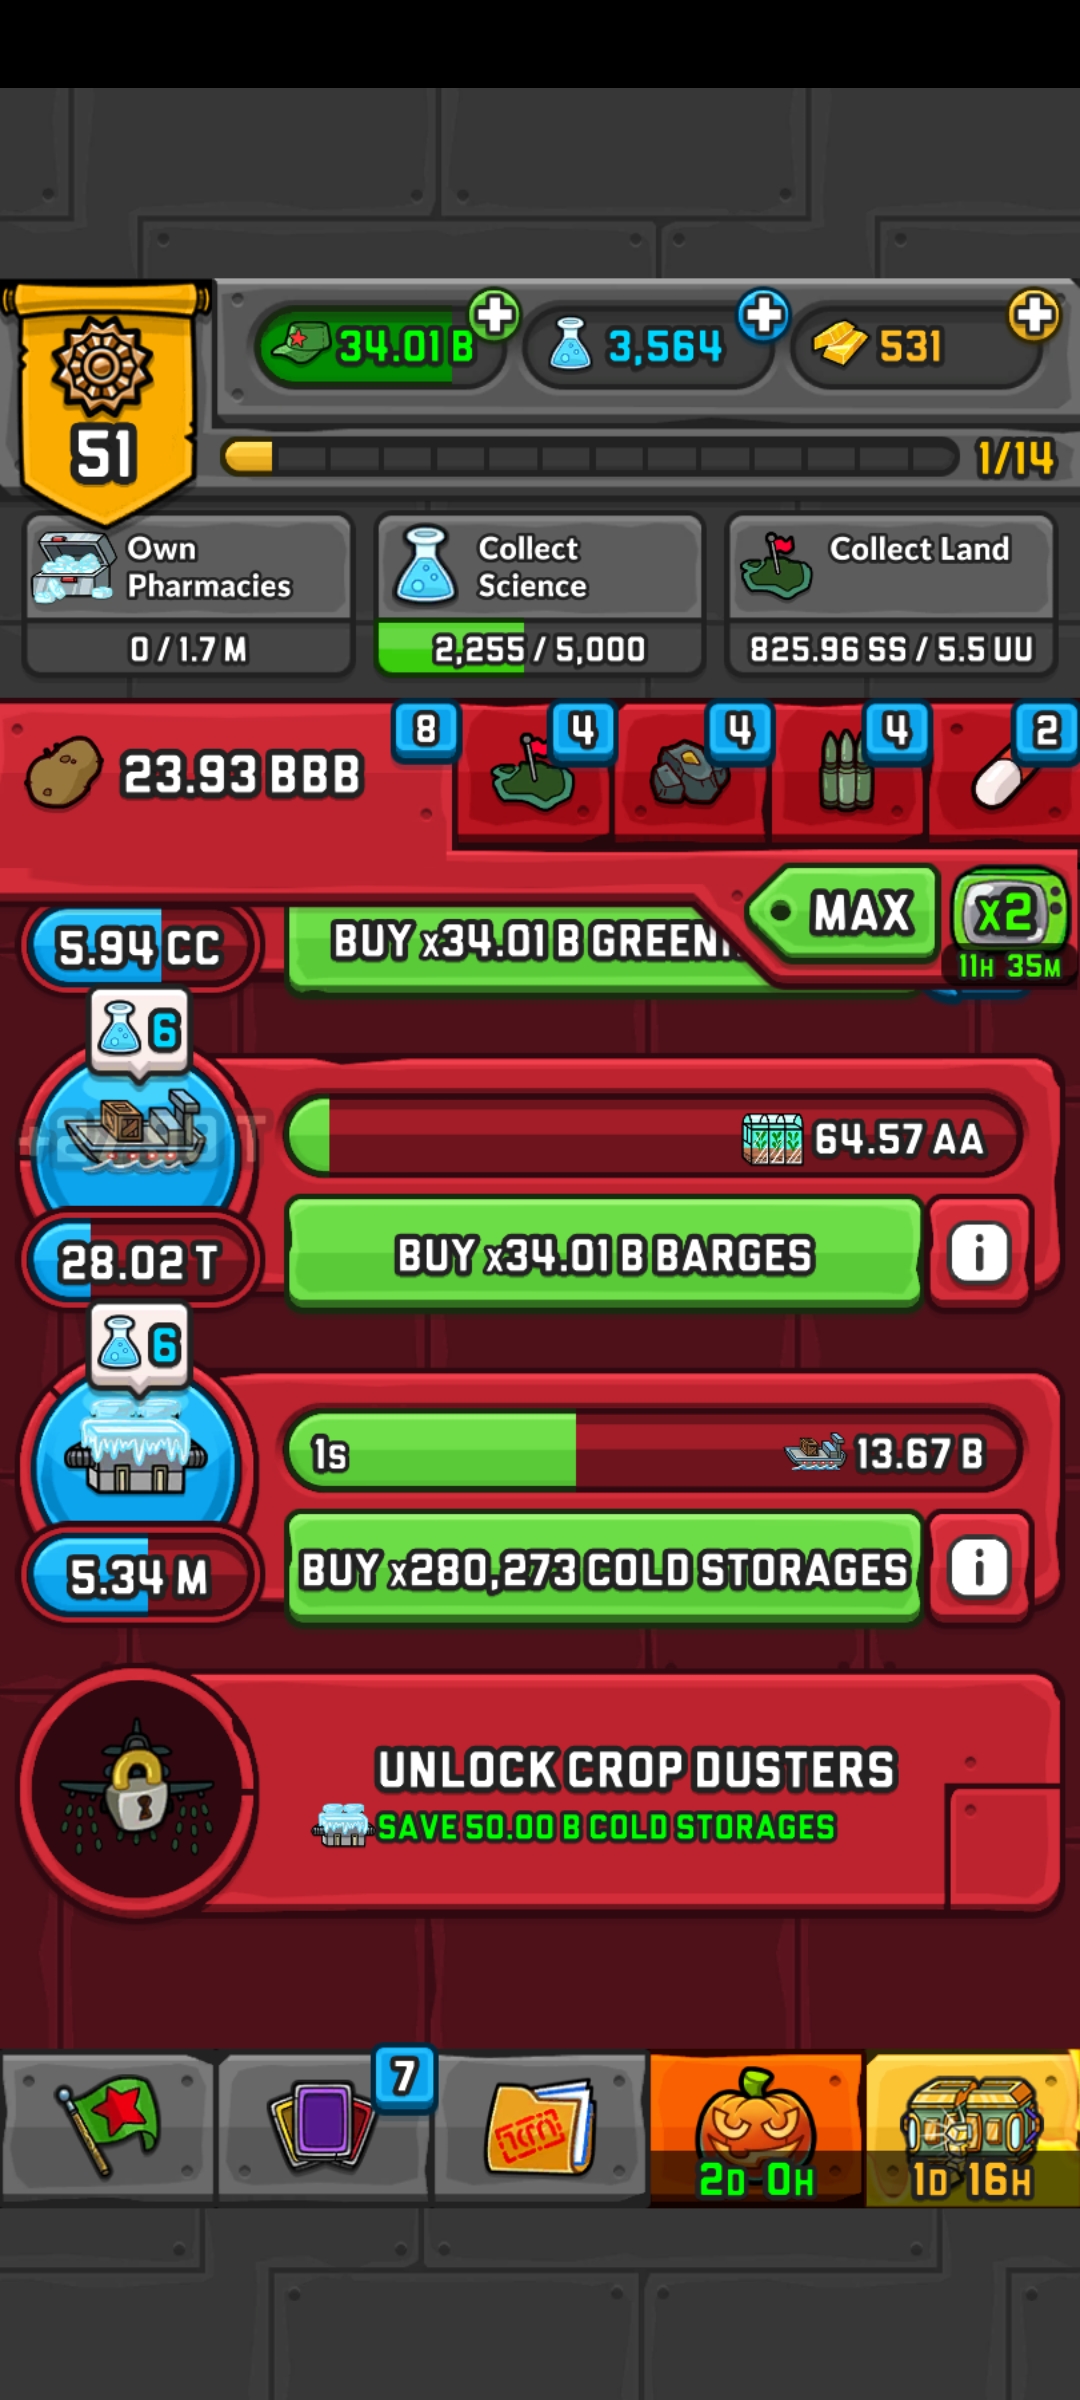 34.01 B
3,564
531
51
1/14
Own Pharmacies
0 / 1.7 M
Collect Science
2,255 / 5,000
Collect Land
825.96 SS / 5.5 UU
23.93 BBB
8
4
4
4
2
MAX
x2
11H 35M
5.94 CC
BUY x34.01 B
6
64.57 AA
28.02 T
BUY x34.01 B BARGES
i
6
1s
13.67 B
5.34 M
BUY x280,273 COLD STORAGES
i
UNLOCK CROP DUSTERS
SAVE 50.00 B COLD STORAGES
7
2D 0H
1D 16H